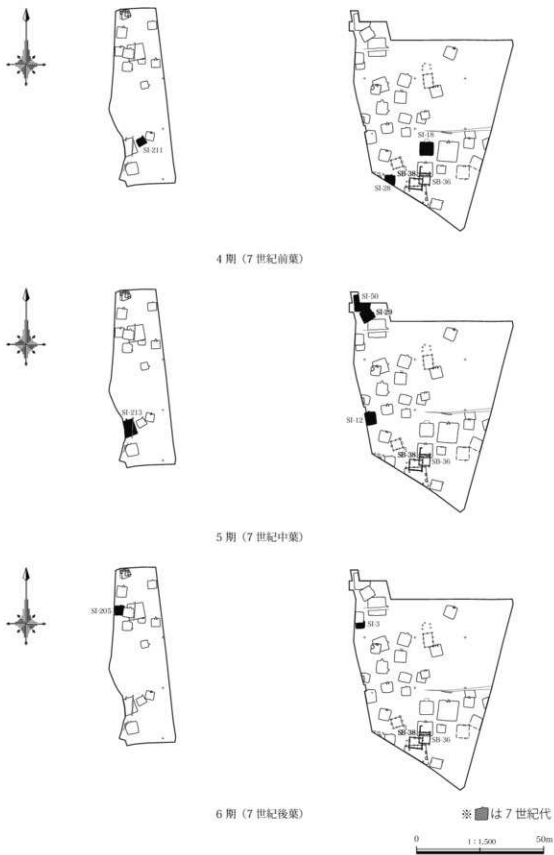 SI-211
SI-18
SI-28
SB-38
SB-36
4 期（7 世紀前葉）
SI-213
SI-50
SI-29
SI-12
SB-38
SB-36
5 期（7 世紀中葉）
SI-205
SI-3
SB-38
SB-36
6 期（7 世紀後葉）
※ は 7 世紀代
0 1:1,500 50m